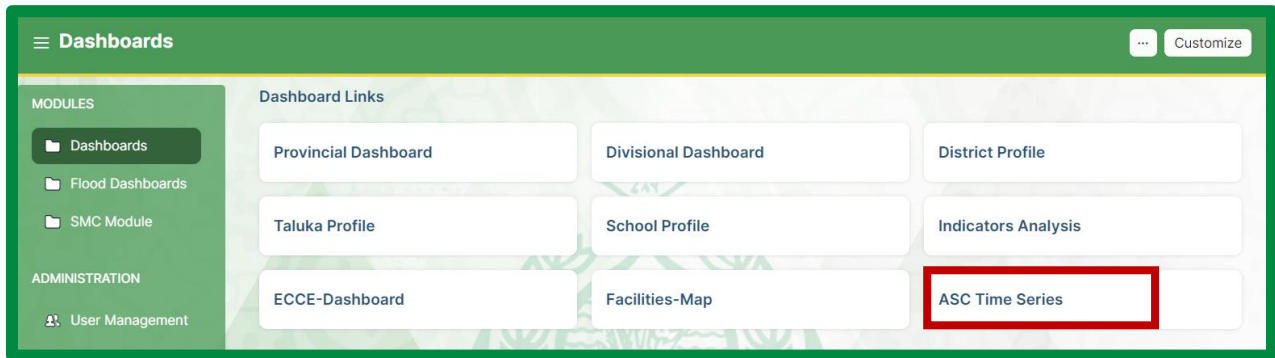 Dashboards
... Customize
MODULES
Dashboards
Flood Dashboards
SMC Module
ADMINISTRATION
User Management
Dashboard Links
Provincial Dashboard
Divisional Dashboard
District Profile
Taluka Profile
School Profile
Indicators Analysis
ECCE-Dashboard
Facilities-Map
ASC Time Series